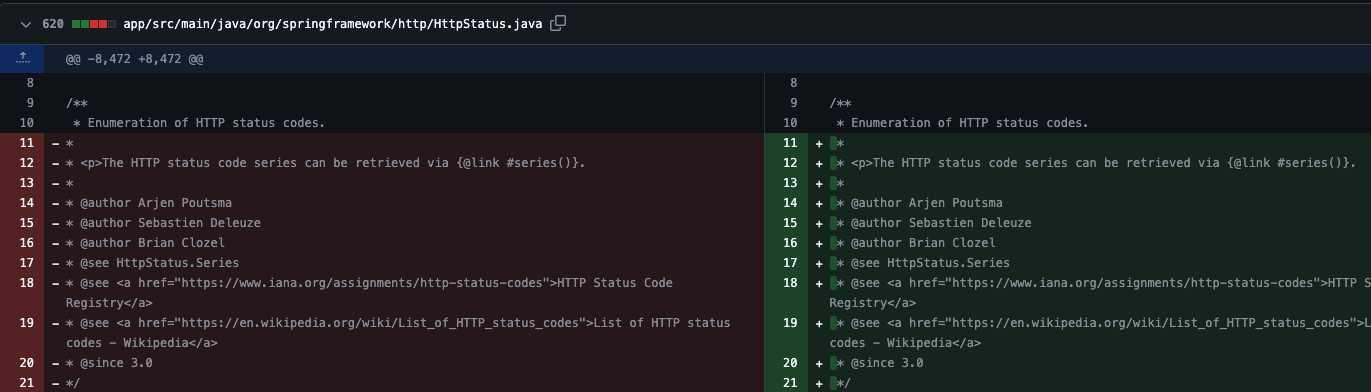 620 app/src/main/java/org/springframework/http/HttpStatus.java
@@ -8,472 +8,472 @@
8
9 /**
10  * Enumeration of HTTP status codes.
11 - *
12 - * <p>The HTTP status code series can be retrieved via {@link #series()}.
13 - *
14 - * @author Arjen Poutsma
15 - * @author Sebastien Deleuze
16 - * @author Brian Clozel
17 - * @see HttpStatus.Series
18 - * @see <a href="https://www.iana.org/assignments/http-status-codes">HTTP Status Code
Registry</a>
19 - * @see <a href="https://en.wikipedia.org/wiki/List_of_HTTP_status_codes">List of HTTP status
codes - Wikipedia</a>
20 - * @since 3.0
21 - */
8
9 /**
10  * Enumeration of HTTP status codes.
11 +  *
12 +  * <p>The HTTP status code series can be retrieved via {@link #series()}.
13 +  *
14 +  * @author Arjen Poutsma
15 +  * @author Sebastien Deleuze
16 +  * @author Brian Clozel
17 +  * @see HttpStatus.Series
18 +  * @see <a href="https://www.iana.org/assignments/http-status-codes">HTTP S
Registry</a>
19 +  * @see <a href="https://en.wikipedia.org/wiki/List_of_HTTP_status_codes">L
codes - Wikipedia</a>
20 +  * @since 3.0
21 +  */